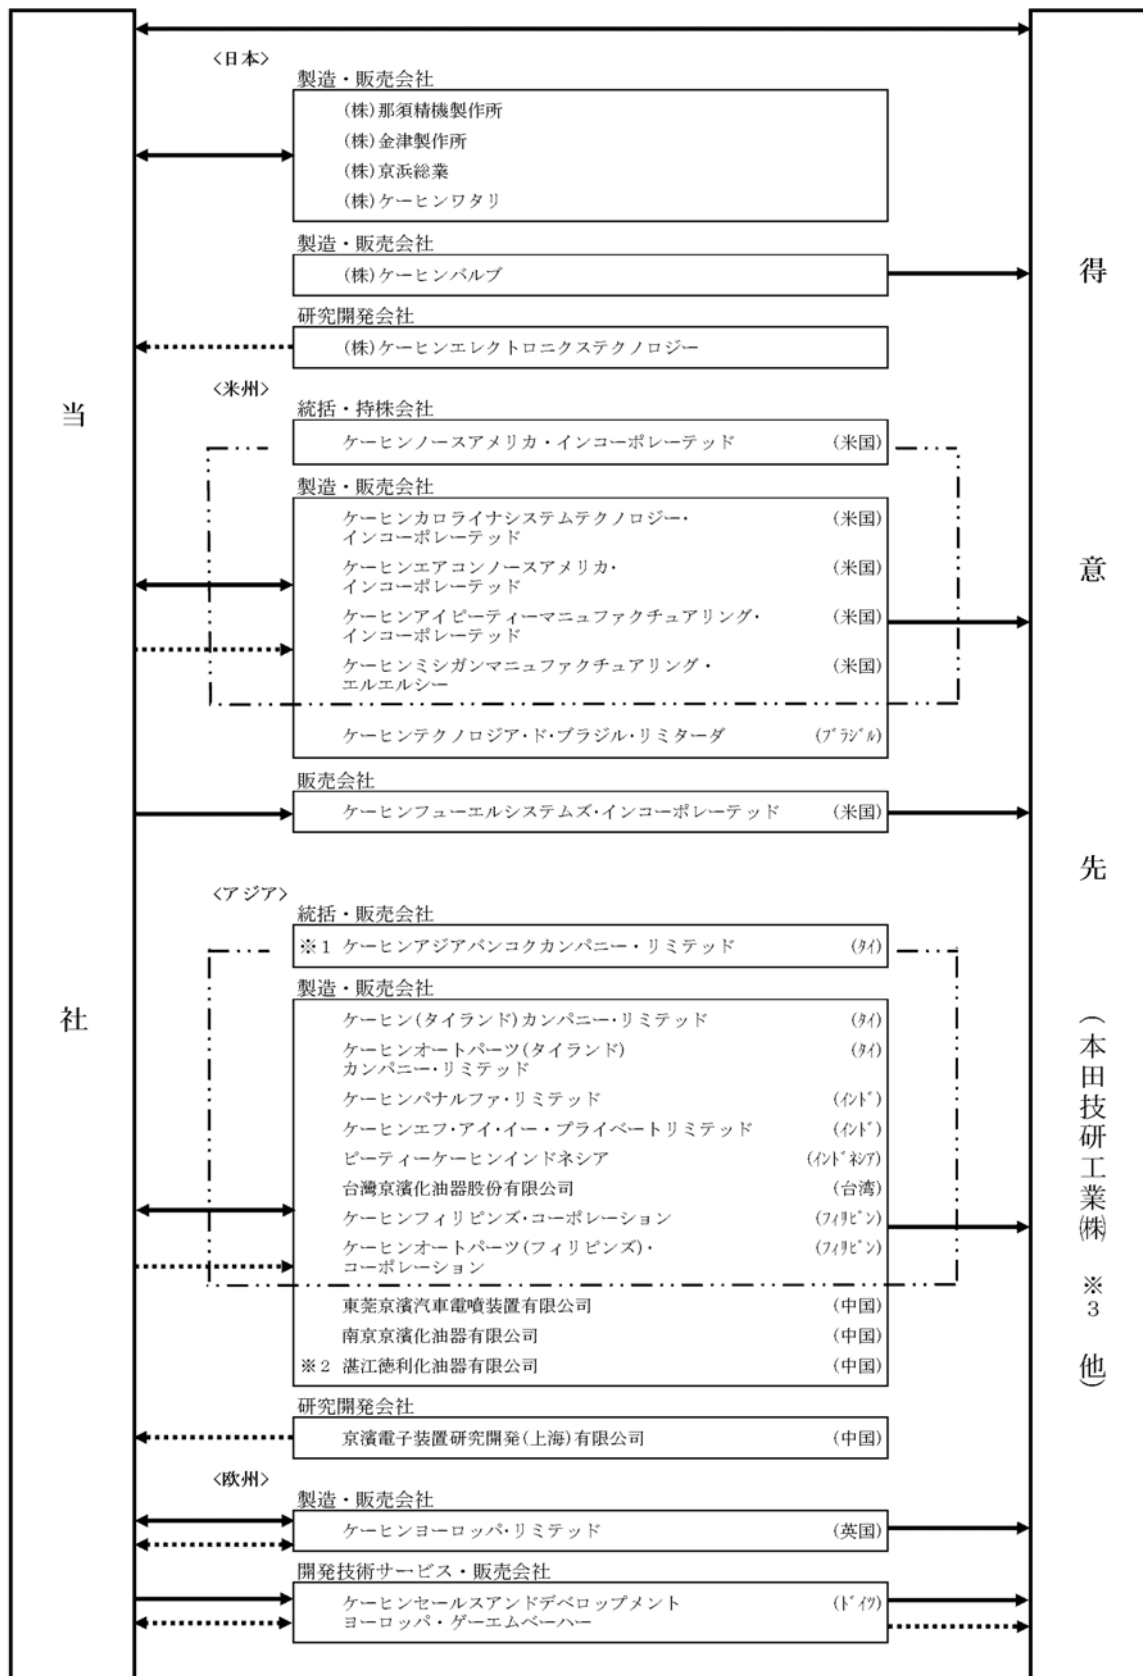 <日本>
製造・販売会社
(株)那須精機製作所
(株)金津製作所
(株)京浜総業
(株)ケーヒンワタリ
製造・販売会社
(株)ケーヒンバルブ
研究開発会社
(株)ケーヒンエレクトロニクステクノロジー
<米州>
統括・持株会社
ケーヒンノースアメリカ・インコーポレーテッド (米国)
製造・販売会社
ケーヒンカロライナシステムテクノロジー・ (米国)
インコーポレーテッド
ケーヒンエアコンノースアメリカ・ (米国)
インコーポレーテッド
ケーヒンアイピーティーマニュファクチュアリング・ (米国)
インコーポレーテッド
ケーヒンミシガンマニュファクチュアリング・ (米国)
エルエルシー
ケーヒンテクノロジア・ド・ブラジル・リミターダ (ﾌﾞﾗｼﾞﾙ)
販売会社
ケーヒンフューエルシステムズ・インコーポレーテッド (米国)
<アジア>
統括・販売会社
※1 ケーヒンアジアバンコクカンパニー・リミテッド (ﾀｲ)
製造・販売会社
ケーヒン(タイランド)カンパニー・リミテッド (ﾀｲ)
ケーヒンオートパーツ(タイランド) (ﾀｲ)
カンパニー・リミテッド
ケーヒンパナルファ・リミテッド (ｲﾝﾄﾞ)
ケーヒンエフ・アイ・イー・プライベートリミテッド (ｲﾝﾄﾞ)
ピーティーケーヒンインドネシア (ｲﾝﾄﾞﾈｼｱ)
台灣京濱化油器股份有限公司 (台湾)
ケーヒンフィリピンズ・コーポレーション (ﾌｨﾘﾋﾟﾝ)
ケーヒンオートパーツ(フィリピンズ)・ (ﾌｨﾘﾋﾟﾝ)
コーポレーション
東莞京濱汽車電噴装置有限公司 (中国)
南京京濱化油器有限公司 (中国)
※2 湛江徳利化油器有限公司 (中国)
研究開発会社
京濱電子装置研究開発(上海)有限公司 (中国)
<欧州>
製造・販売会社
ケーヒンヨーロッパ・リミテッド (英国)
開発技術サービス・販売会社
ケーヒンセールスアンドデベロップメント (ﾄﾞｲﾂ)
ヨーロッパ・ゲーエムベーハー
当社
得意先
(本田技研工業㈱ ※3 他)